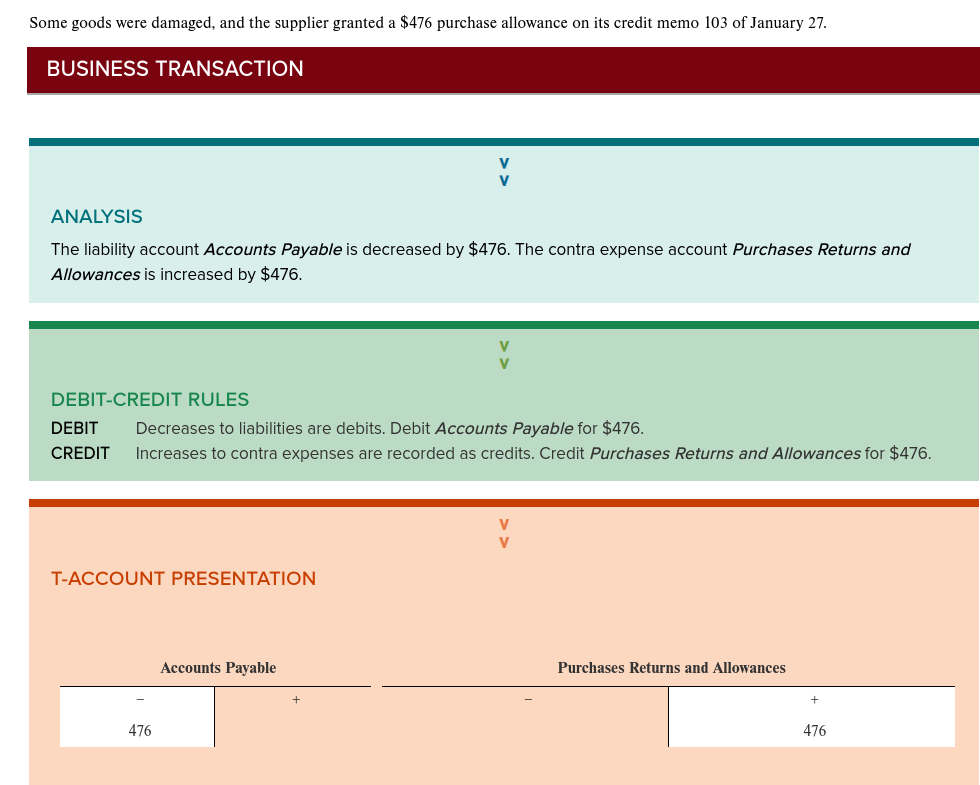 Some goods were damaged, and the supplier granted a $476 purchase allowance on its credit memo 103 of January 27.
BUSINESS TRANSACTION
ANALYSIS
The liability account Accounts Payable is decreased by $476. The contra expense account Purchases Returns and
Allowances is increased by $476.
DEBIT-CREDIT RULES
DEBIT Decreases to liabilities are debits. Debit Accounts Payable for $476.
CREDIT Increases to contra expenses are recorded as credits. Credit Purchases Returns and Allowances for $476.
T-ACCOUNT PRESENTATION
Accounts Payable Purchases Returns and Allowances
− + − +
476 476